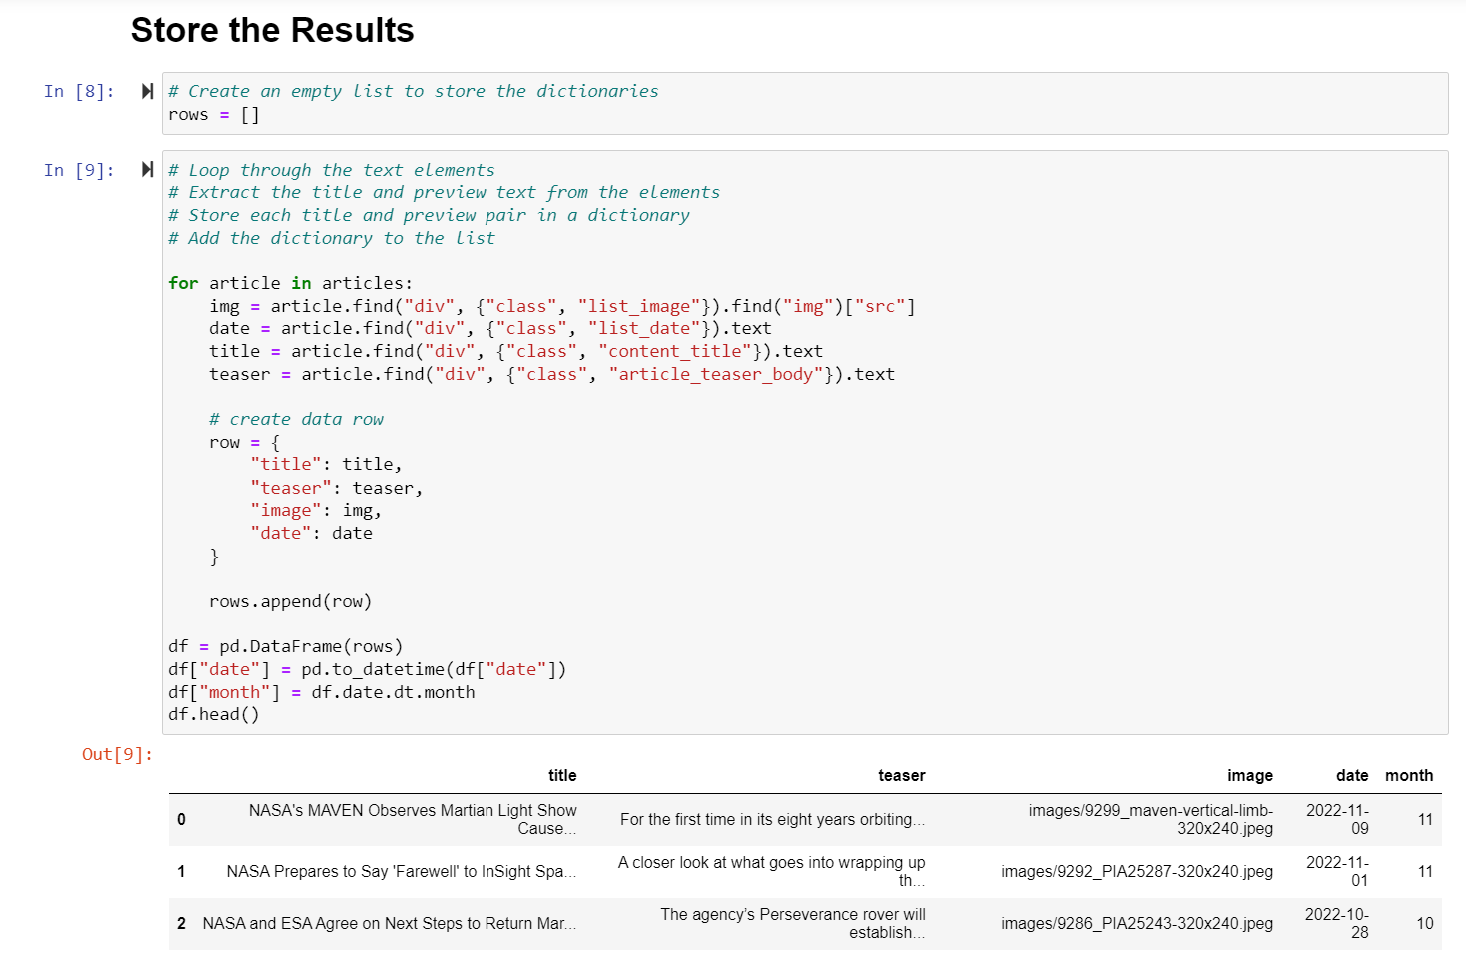 Store the Results
In [8]:
# Create an empty list to store the dictionaries
rows = []
In [9]:
# Loop through the text elements
# Extract the title and preview text from the elements
# Store each title and preview pair in a dictionary
# Add the dictionary to the list
for article in articles:
    img = article.find("div", {"class", "list_image"}).find("img")["src"]
    date = article.find("div", {"class", "list_date"}).text
    title = article.find("div", {"class", "content_title"}).text
    teaser = article.find("div", {"class", "article_teaser_body"}).text
    # create data row
    row = {
        "title": title,
        "teaser": teaser,
        "image": img,
        "date": date
    }
    rows.append(row)
df = pd.DataFrame(rows)
df["date"] = pd.to_datetime(df["date"])
df["month"] = df.date.dt.month
df.head()
Out[9]:
title teaser image date month
0 NASA's MAVEN Observes Martian Light Show Cause... For the first time in its eight years orbiting... images/9299_maven-vertical-limb-320x240.jpeg 2022-11-09 11
1 NASA Prepares to Say 'Farewell' to InSight Spa... A closer look at what goes into wrapping up th... images/9292_PIA25287-320x240.jpeg 2022-11-01 11
2 NASA and ESA Agree on Next Steps to Return Mar... The agency’s Perseverance rover will establish... images/9286_PIA25243-320x240.jpeg 2022-10-28 10